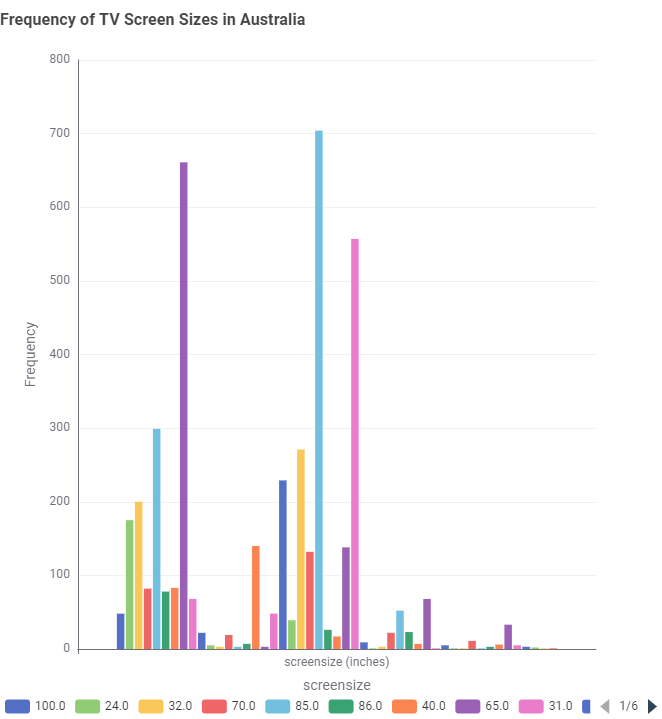 Frequency of TV Screen Sizes in Australia
800
700
600
500
400
300
200
100
0
Frequency
screensize (inches)
screensize
100.0 24.0 32.0 70.0 85.0 86.0 40.0 65.0 31.0 1/6